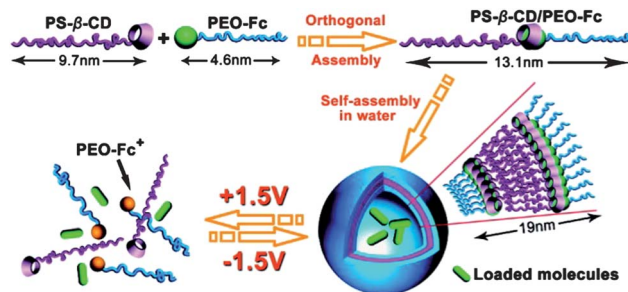 PS-β-CD
+
PEO-Fc
Orthogonal
Assembly
PS-β-CD/PEO-Fc
9.7nm
4.6nm
13.1nm
Self-assembly
in water
PEO-Fc⁺
+1.5V
-1.5V
19nm
Loaded molecules